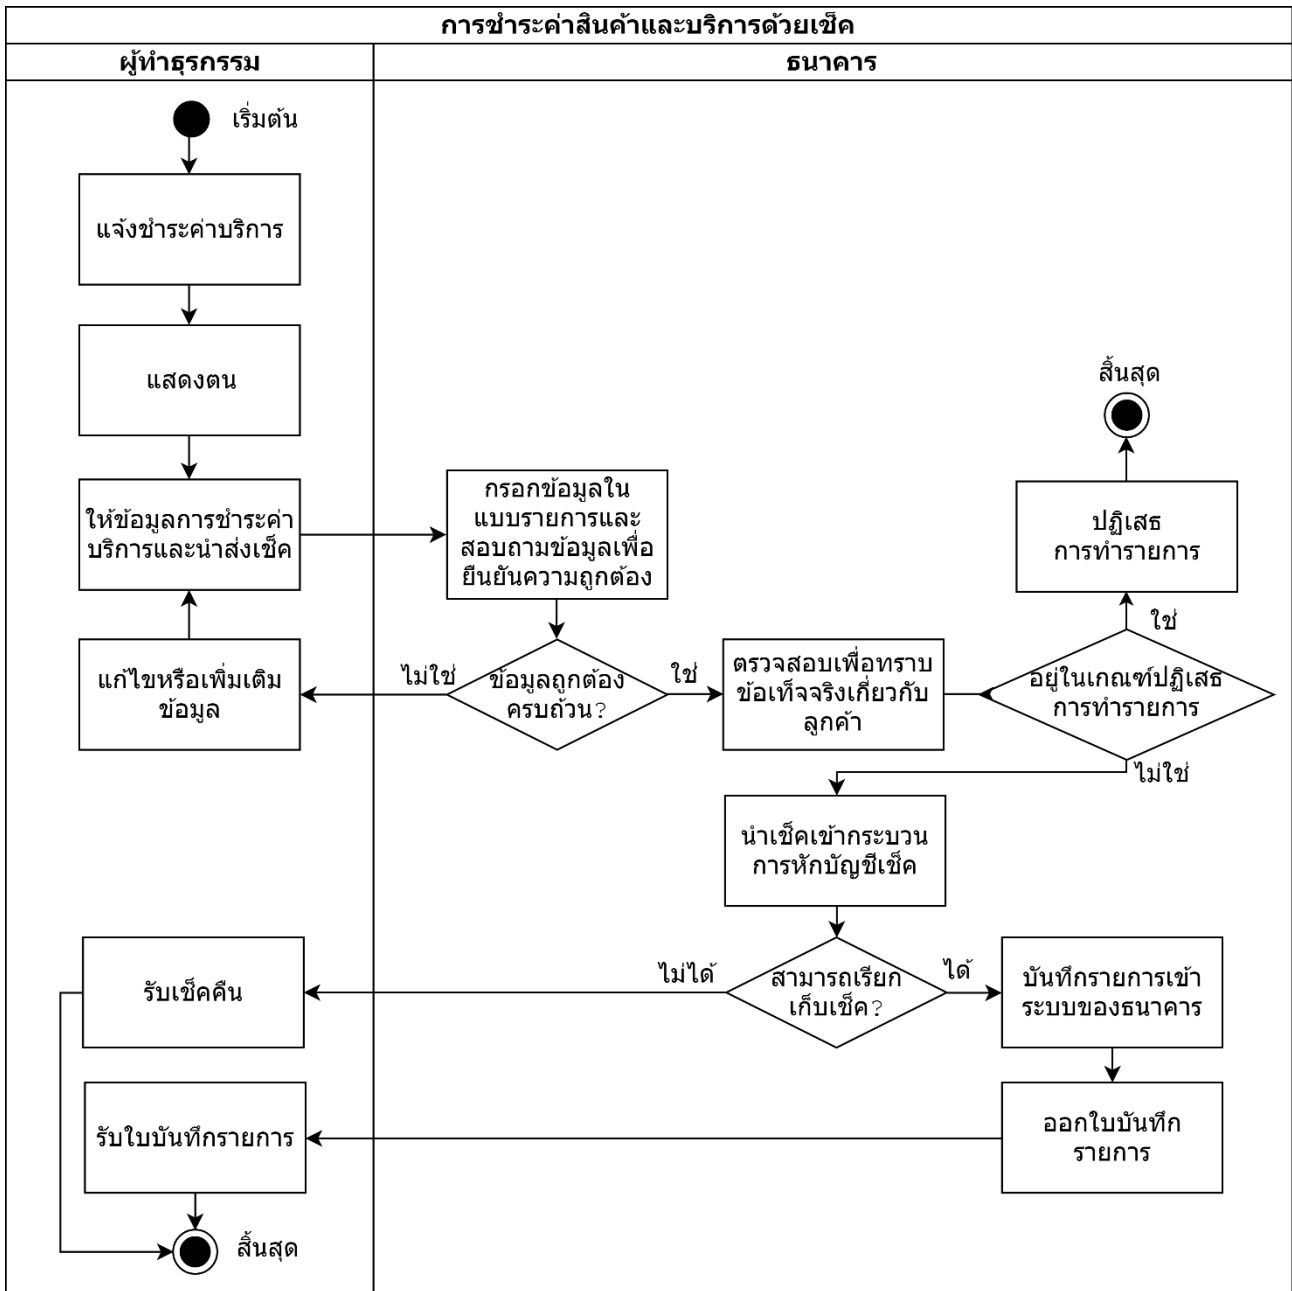 การชำระค่าสินค้าและบริการด้วยเช็ค
ผู้ทำธุรกรรม
ธนาคาร
เริ่มต้น
แจ้งชำระค่าบริการ
แสดงตน
สิ้นสุด
ให้ข้อมูลการชำระค่า
บริการและนำส่งเช็ค
กรอกข้อมูลใน
แบบรายการและ
สอบถามข้อมูลเพื่อ
ยืนยันความถูกต้อง
ปฏิเสธ
การทำรายการ
ใช่
แก้ไขหรือเพิ่มเติม
ข้อมูล
ไม่ใช่
ข้อมูลถูกต้อง
ครบถ้วน?
ใช่
ตรวจสอบเพื่อทราบ
ข้อเท็จจริงเกี่ยวกับ
ลูกค้า
อยู่ในเกณฑ์ปฏิเสธ
การทำรายการ
ไม่ใช่
นำเช็คเข้ากระบวน
การหักบัญชีเช็ค
รับเช็คคืน
ไม่ได้
สามารถเรียก
เก็บเช็ค?
ได้
บันทึกรายการเข้า
ระบบของธนาคาร
รับใบบันทึกรายการ
ออกใบบันทึก
รายการ
สิ้นสุด